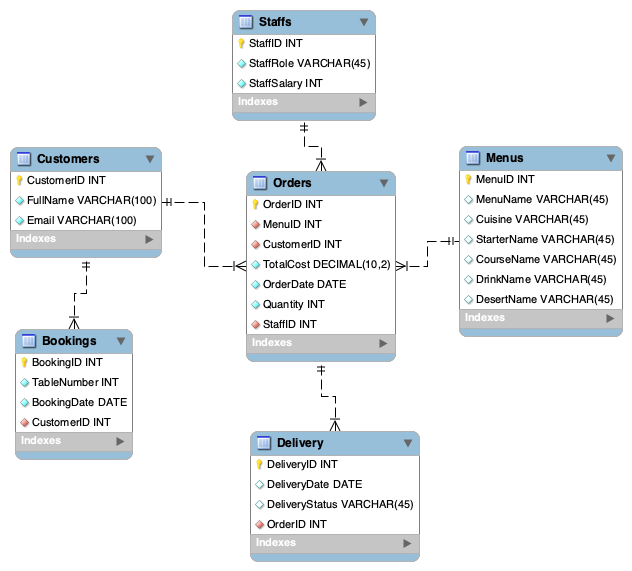 Staffs
StaffID INT
StaffRole VARCHAR(45)
StaffSalary INT
Indexes
Customers
CustomerID INT
FullName VARCHAR(100)
Email VARCHAR(100)
Indexes
Orders
OrderID INT
MenuID INT
CustomerID INT
TotalCost DECIMAL(10,2)
OrderDate DATE
Quantity INT
StaffID INT
Indexes
Menus
MenuID INT
MenuName VARCHAR(45)
Cuisine VARCHAR(45)
StarterName VARCHAR(45)
CourseName VARCHAR(45)
DrinkName VARCHAR(45)
DesertName VARCHAR(45)
Indexes
Bookings
BookingID INT
TableNumber INT
BookingDate DATE
CustomerID INT
Indexes
Delivery
DeliveryID INT
DeliveryDate DATE
DeliveryStatus VARCHAR(45)
OrderID INT
Indexes